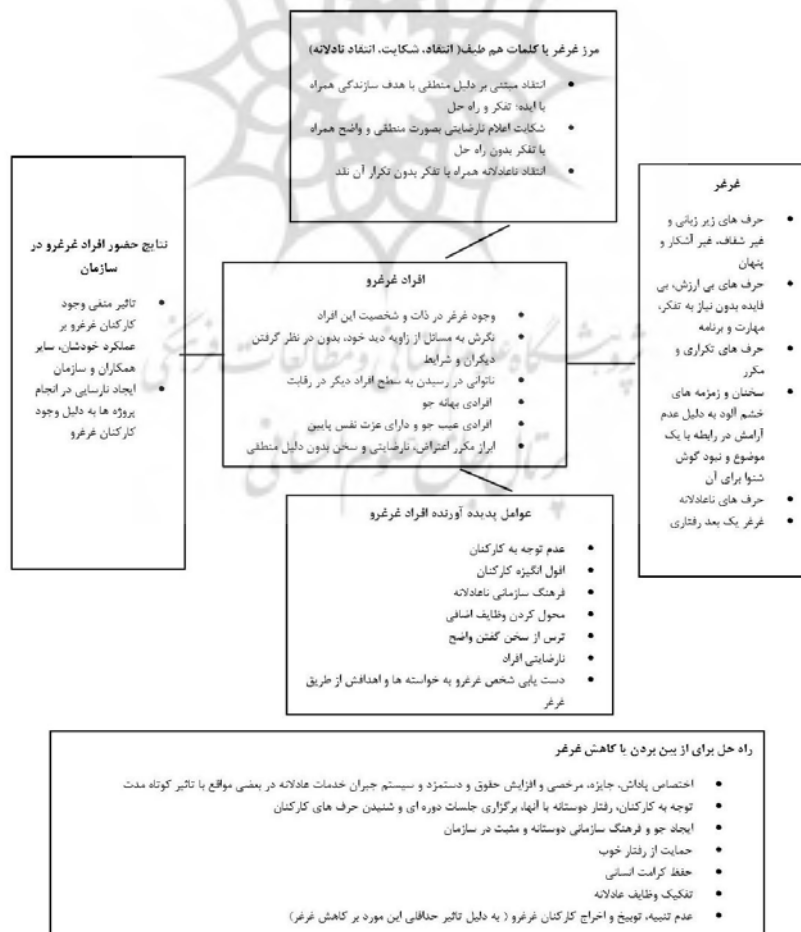 مرز غرغر با کلمات هم طیف( انتقاد، شکایت، انتقاد نادلانه)
• انتقاد مبتنی بر دلیل منطقی با هدف سازندگی همراه
با ایده؛ تفکر و راه حل
• شکایت اعلام نارضایتی بصورت منطقی و واضح همراه
با تفکر بدون راه حل
• انتقاد ناعادلانه همراه با تفکر بدون تکرار آن نقد
غرغر
• حرف های زیر زبانی و
غیر شفاف، غیر آشکار و
پنهان
• حرف های بی ارزش، بی
فایده بدون نیاز به تفکر،
مهارت و برنامه
• حرف های تکراری و
مکرر
• سخنان و زمزمه های
خشم آلود به دلیل عدم
آرامش در رابطه با یک
موضوع و نبود گوش
شنوا برای آن
• حرف های ناعادلانه
• غرغر یک بعد رفتاری
افراد غرغرو
• وجود غرغر در ذات و شخصیت این افراد
• نگرش به مسائل از زاویه دید خود، بدون در نظر گرفتن
دیگران و شرایط
• ناتوانی در رسیدن به سطح افراد دیگر در رقابت
• افرادی بهانه جو
• افرادی عیب جو و دارای عزت نفس پایین
• ابراز مکرر اعتراض، نارضایتی و سخن بدون دلیل منطقی
نتایج حضور افراد غرغرو در
سازمان
• تاثیر منفی وجود
کارکنان غرغرو بر
عملکرد خودشان، سایر
همکاران و سازمان
• ایجاد نارسایی در انجام
پروژه ها به دلیل وجود
کارکنان غرغرو
عوامل پدیده آورنده افراد غرغرو
• عدم توجه به کارکنان
• افول انگیزه کارکنان
• فرهنگ سازمانی ناعادلانه
• محول کردن وظایف اضافی
• ترس از سخن گفتن واضح
• نارضایتی افراد
• دست یابی شخص غرغرو به خواسته ها و اهدافش از طریق
غرغر
راه حل برای از بین بردن یا کاهش غرغر
• اختصاص پاداش، جایزه، مرخصی و افزایش حقوق و دستمزد و سیستم جبران خدمات عادلانه در بعضی مواقع با تاثیر کوتاه مدت
• توجه به کارکنان، رفتار دوستانه با آنها، برگزاری جلسات دوره ای و شنیدن حرف های کارکنان
• ایجاد جو و فرهنگ سازمانی دوستانه و مثبت در سازمان
• حمایت از رفتار خوب
• حفظ کرامت انسانی
• تفکیک وظایف عادلانه
• عدم تنبیه، توبیخ و اخراج کارکنان غرغرو ( به دلیل تاثیر حداقلی این مورد بر کاهش غرغر)
پژوهشگاه علوم انسانی و مطالعات فرهنگی
پرتال جامع علوم انسانی